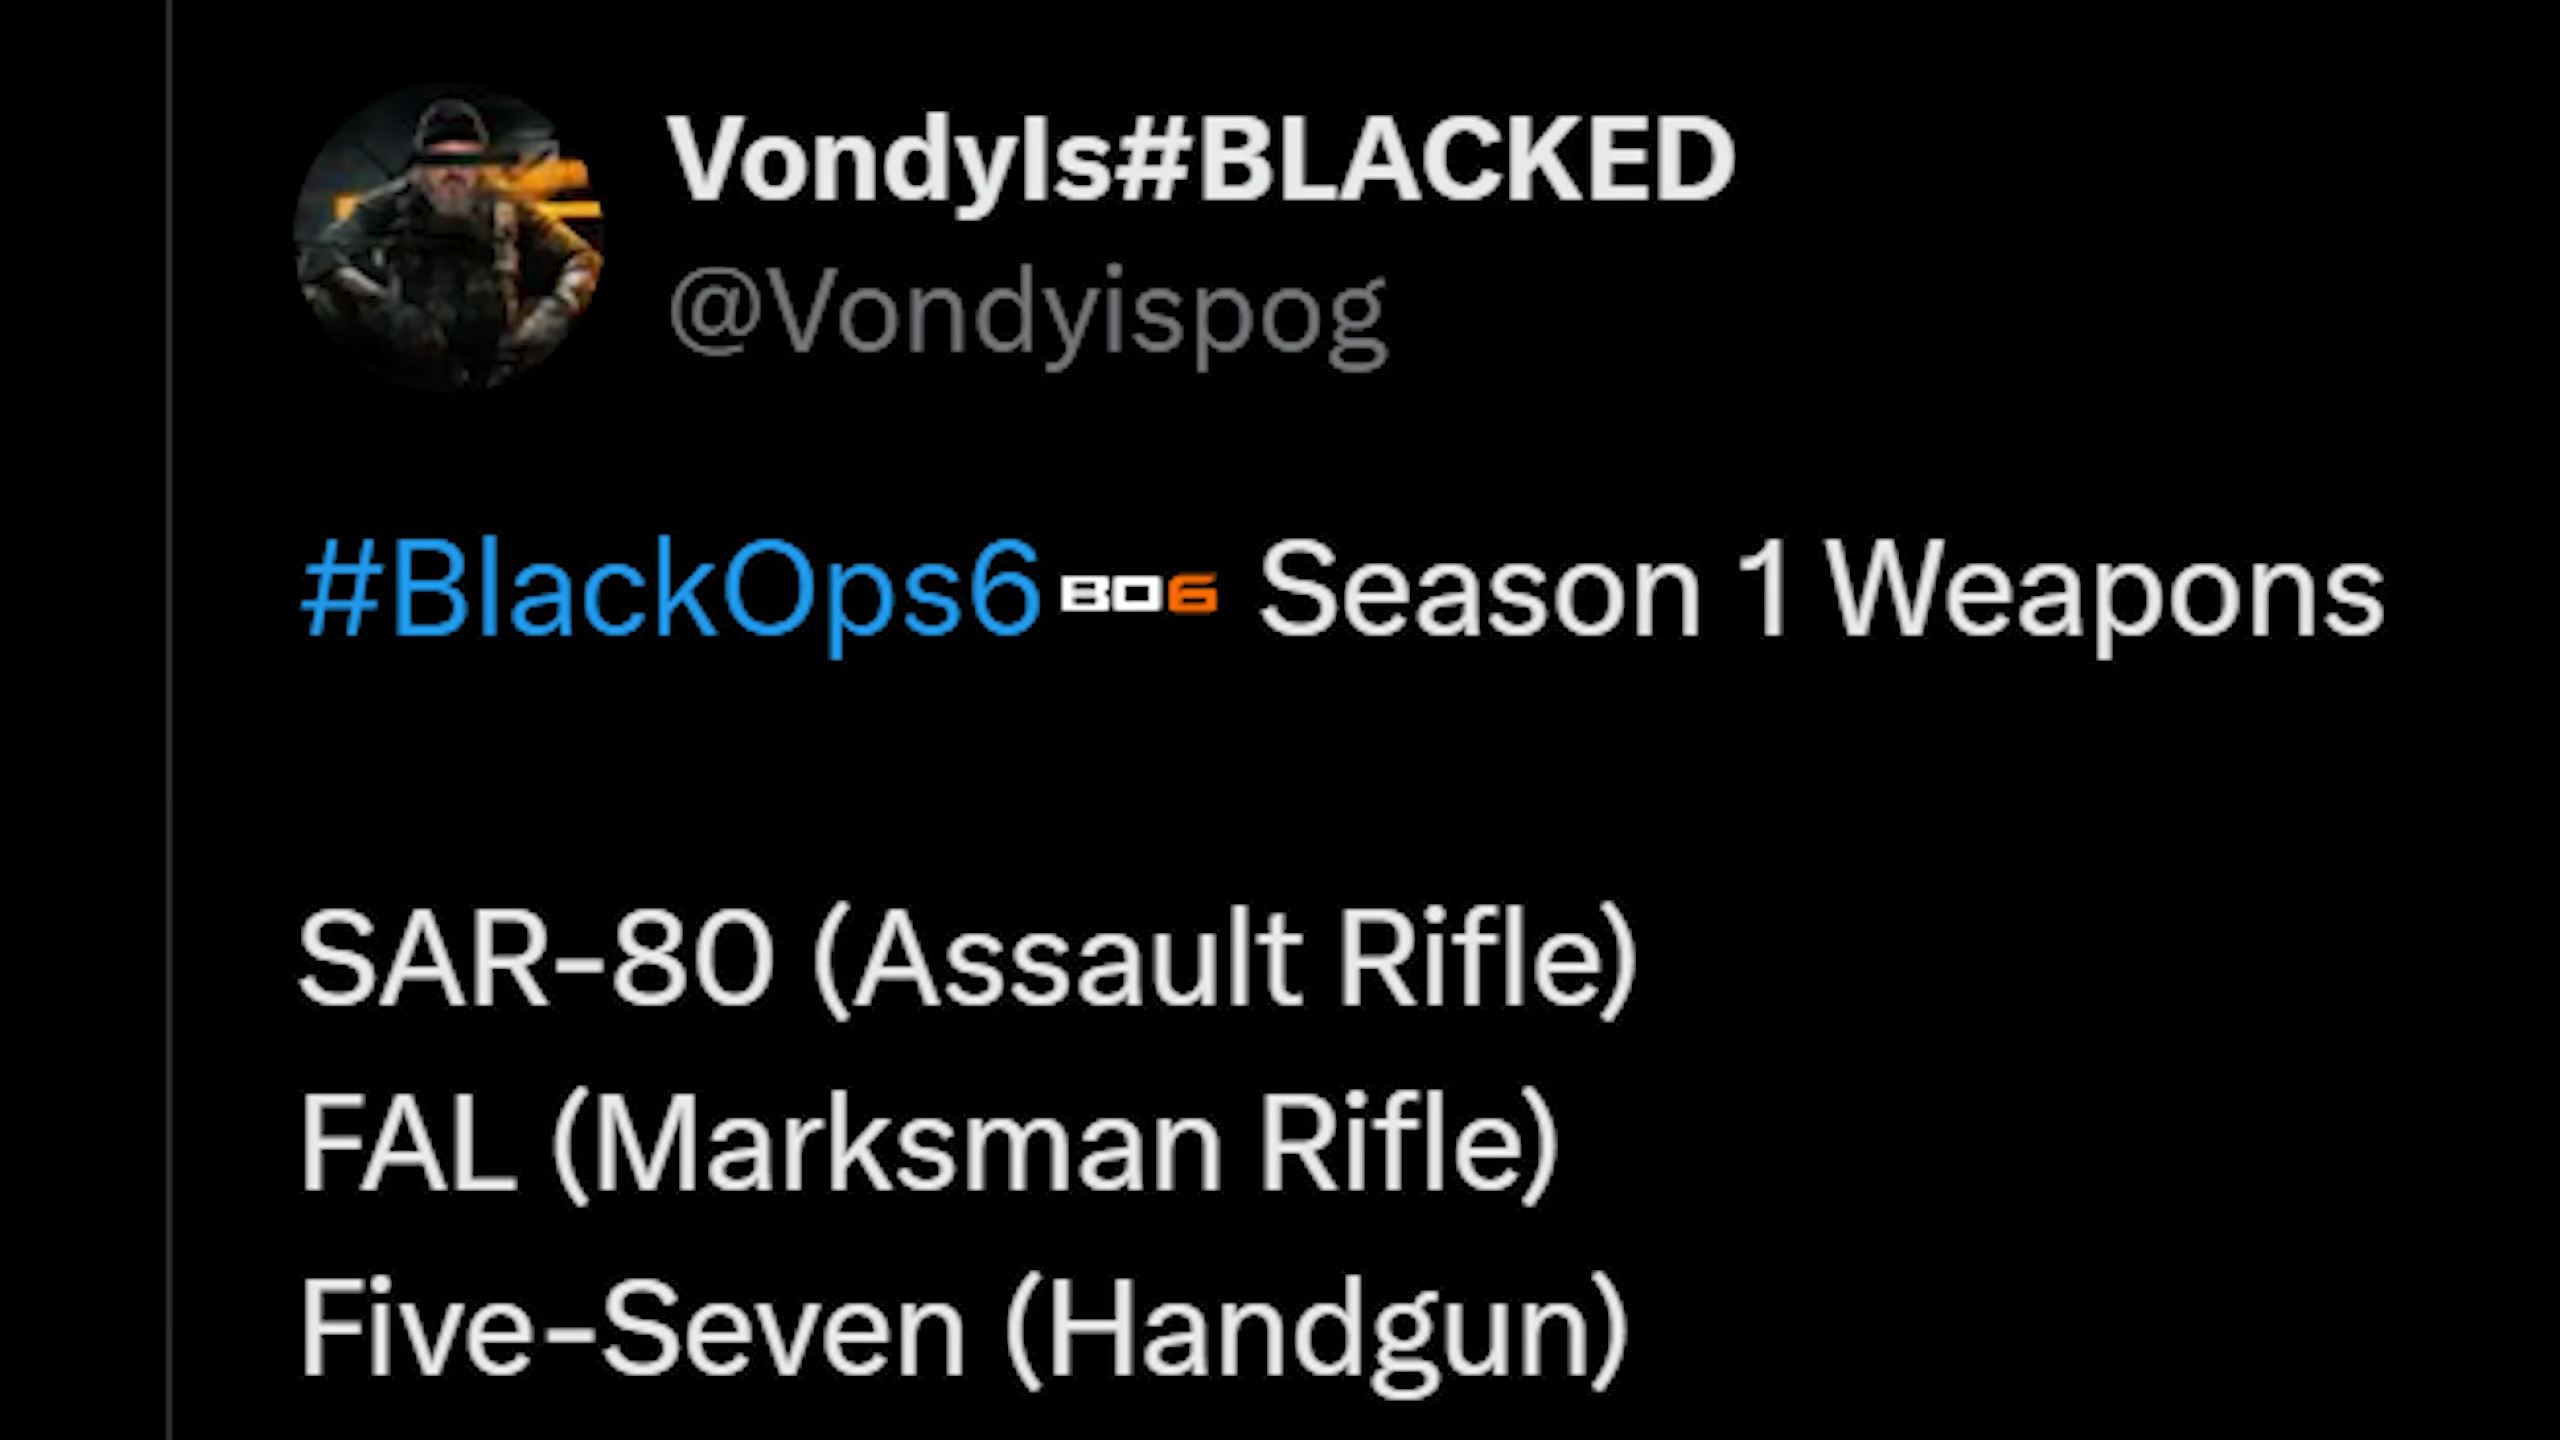 VondyIs#BLACKED
@Vondyispog
#BlackOps6 BO6 Season 1 Weapons
SAR-80 (Assault Rifle)
FAL (Marksman Rifle)
Five-Seven (Handgun)